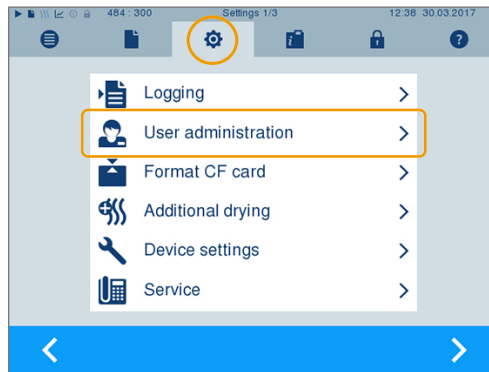 484 : 300 Settings 1/3 12:38 30.03.2017
Logging
User administration
Format CF card
Additional drying
Device settings
Service